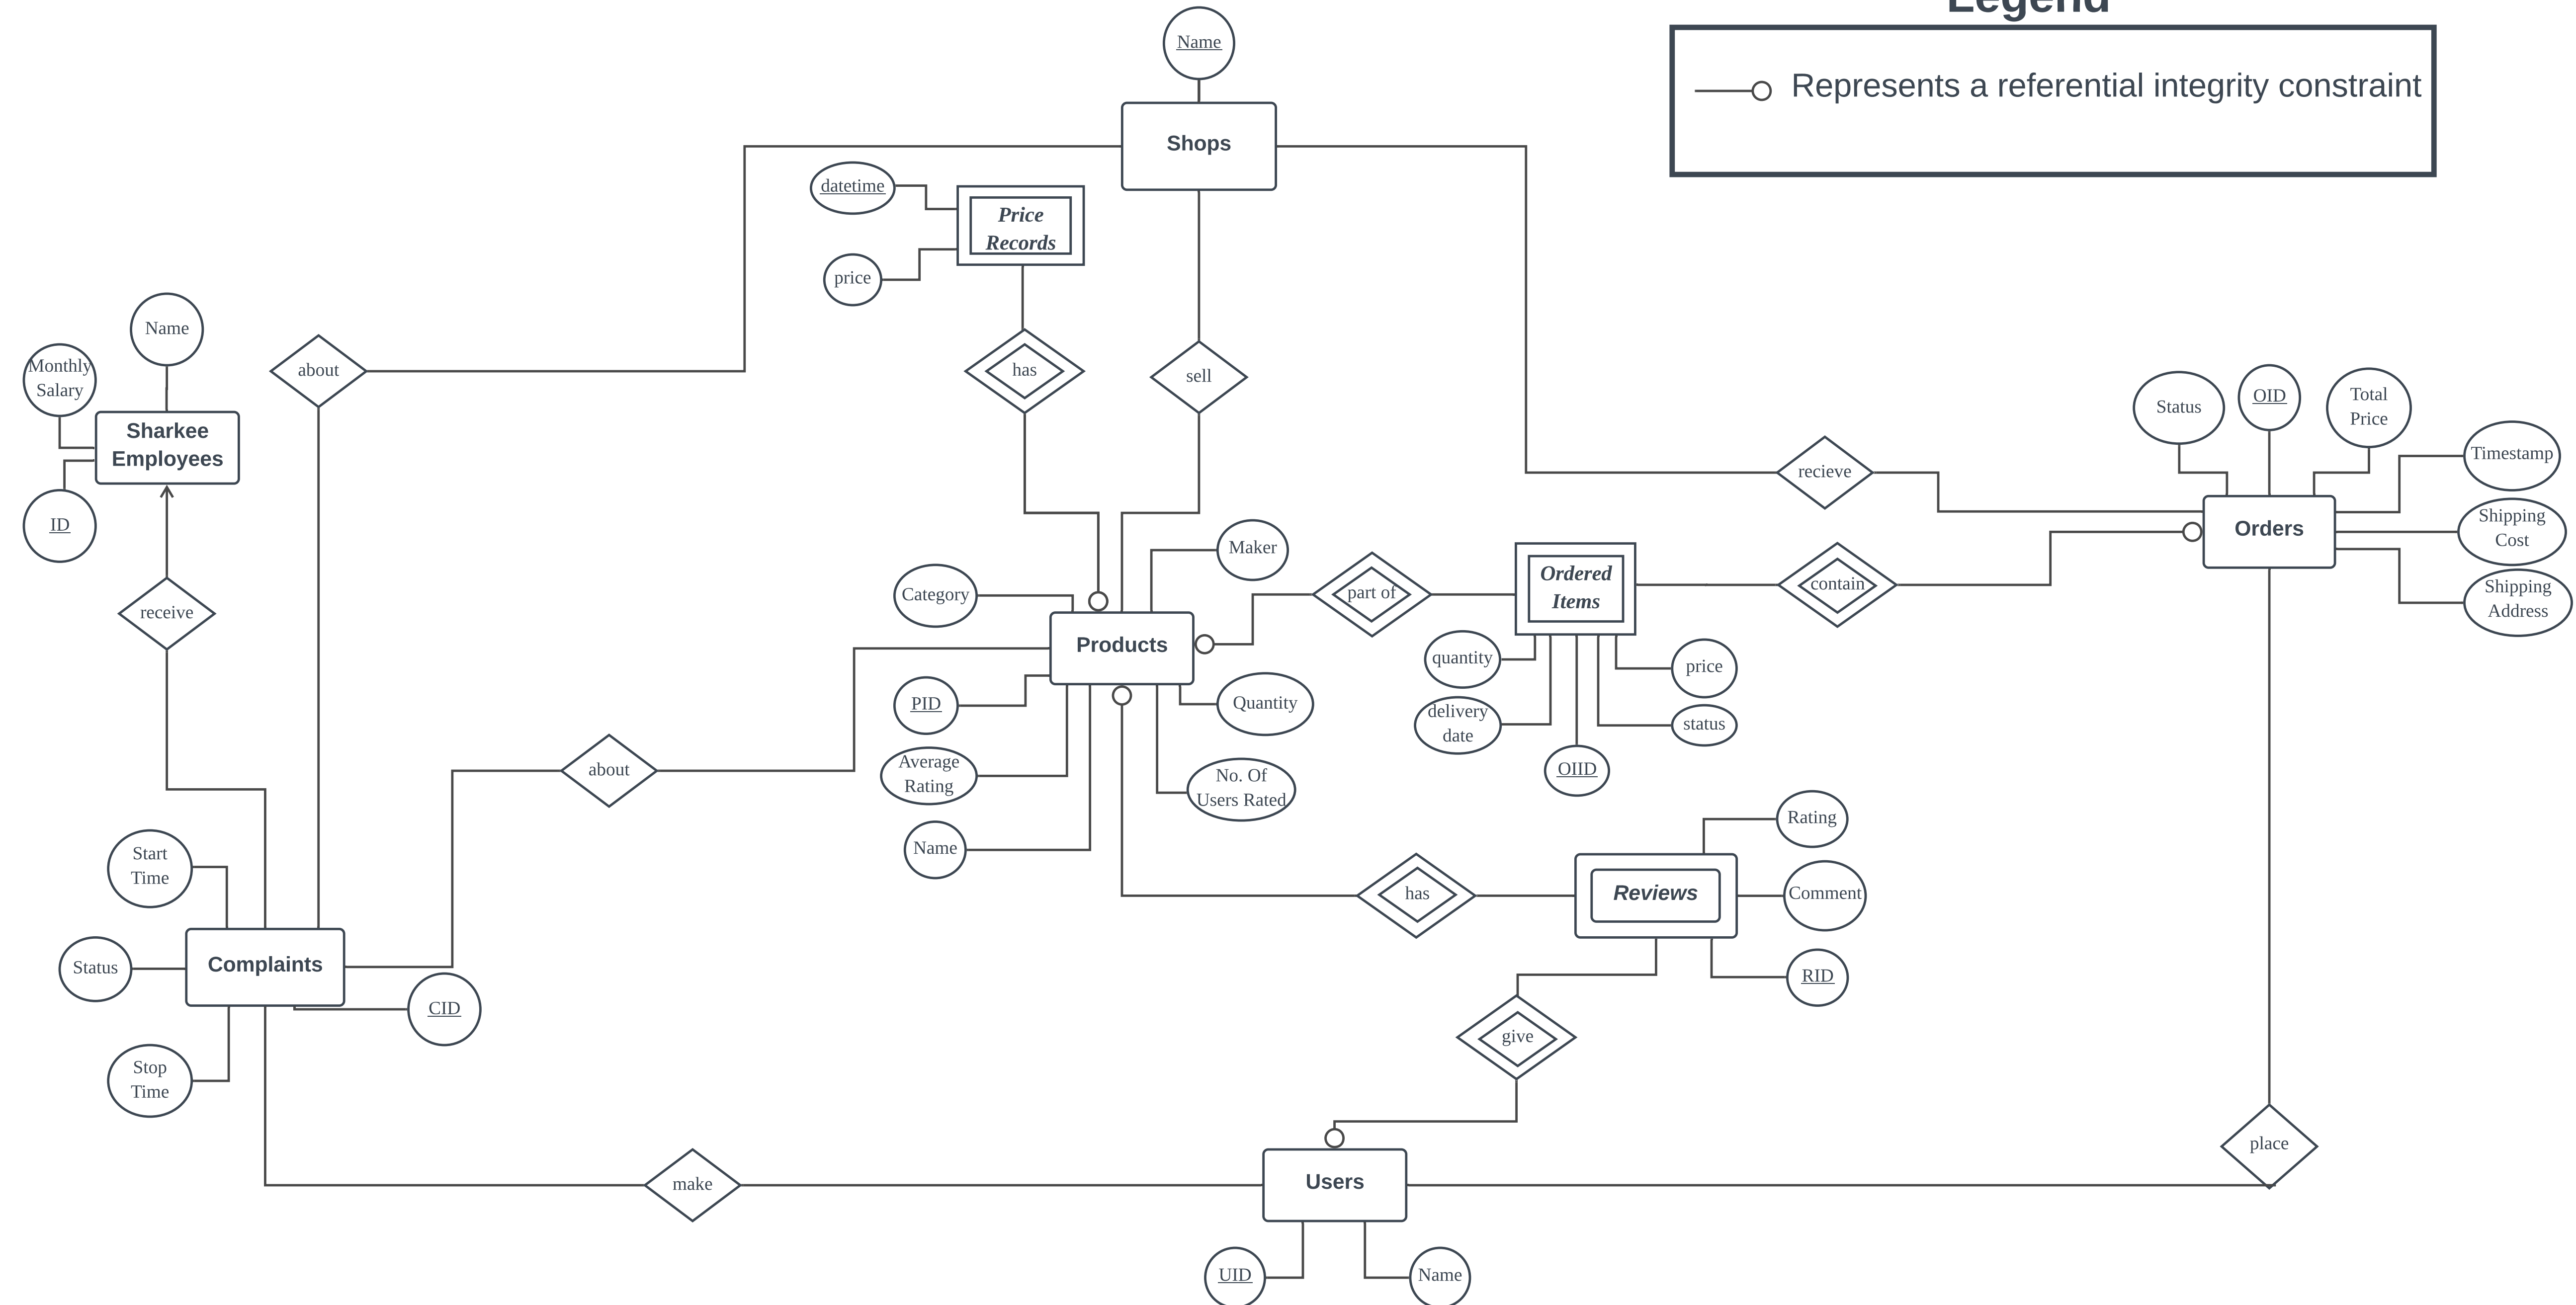 Legend
Represents a referential integrity constraint
Name
Shops
datetime
Price
Records
price
Name
Monthly
Salary
Sharkee
Employees
ID
about
has
sell
recieve
Status
OID
Total
Price
Timestamp
Orders
Shipping
Cost
Shipping
Address
receive
Category
Maker
part of
Ordered
Items
contain
Products
quantity
price
PID
Quantity
delivery
date
status
OIID
about
Average
Rating
No. Of
Users Rated
Name
Rating
Start
Time
has
Reviews
Comment
Complaints
Status
RID
CID
give
Stop
Time
place
make
Users
UID
Name